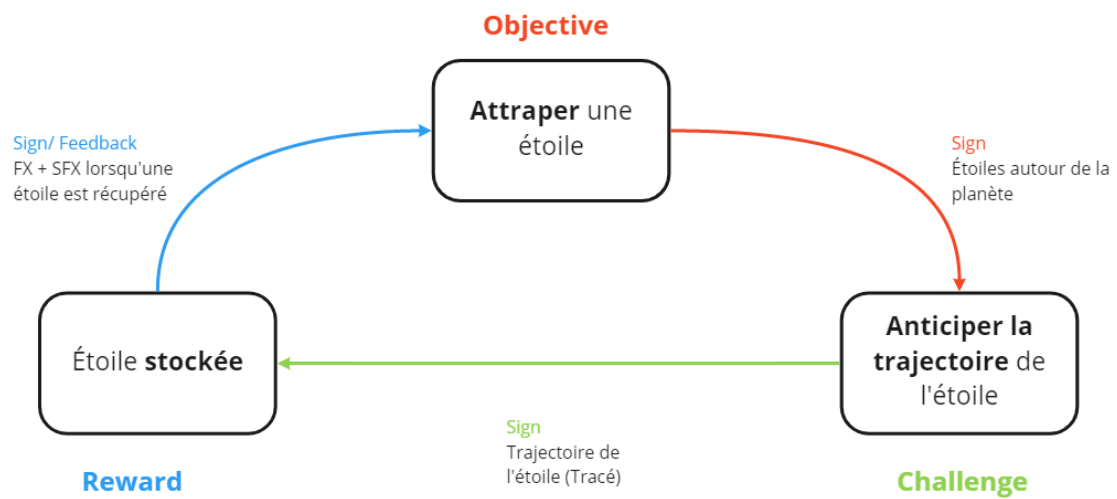 Objective
Attraper une
étoile
Sign/ Feedback
FX + SFX lorsqu'une
étoile est récupéré
Sign
Étoiles autour de la
planète
Étoile stockée
Anticiper la
trajectoire de
l'étoile
Sign
Trajectoire de
l'étoile (Tracé)
Reward
Challenge